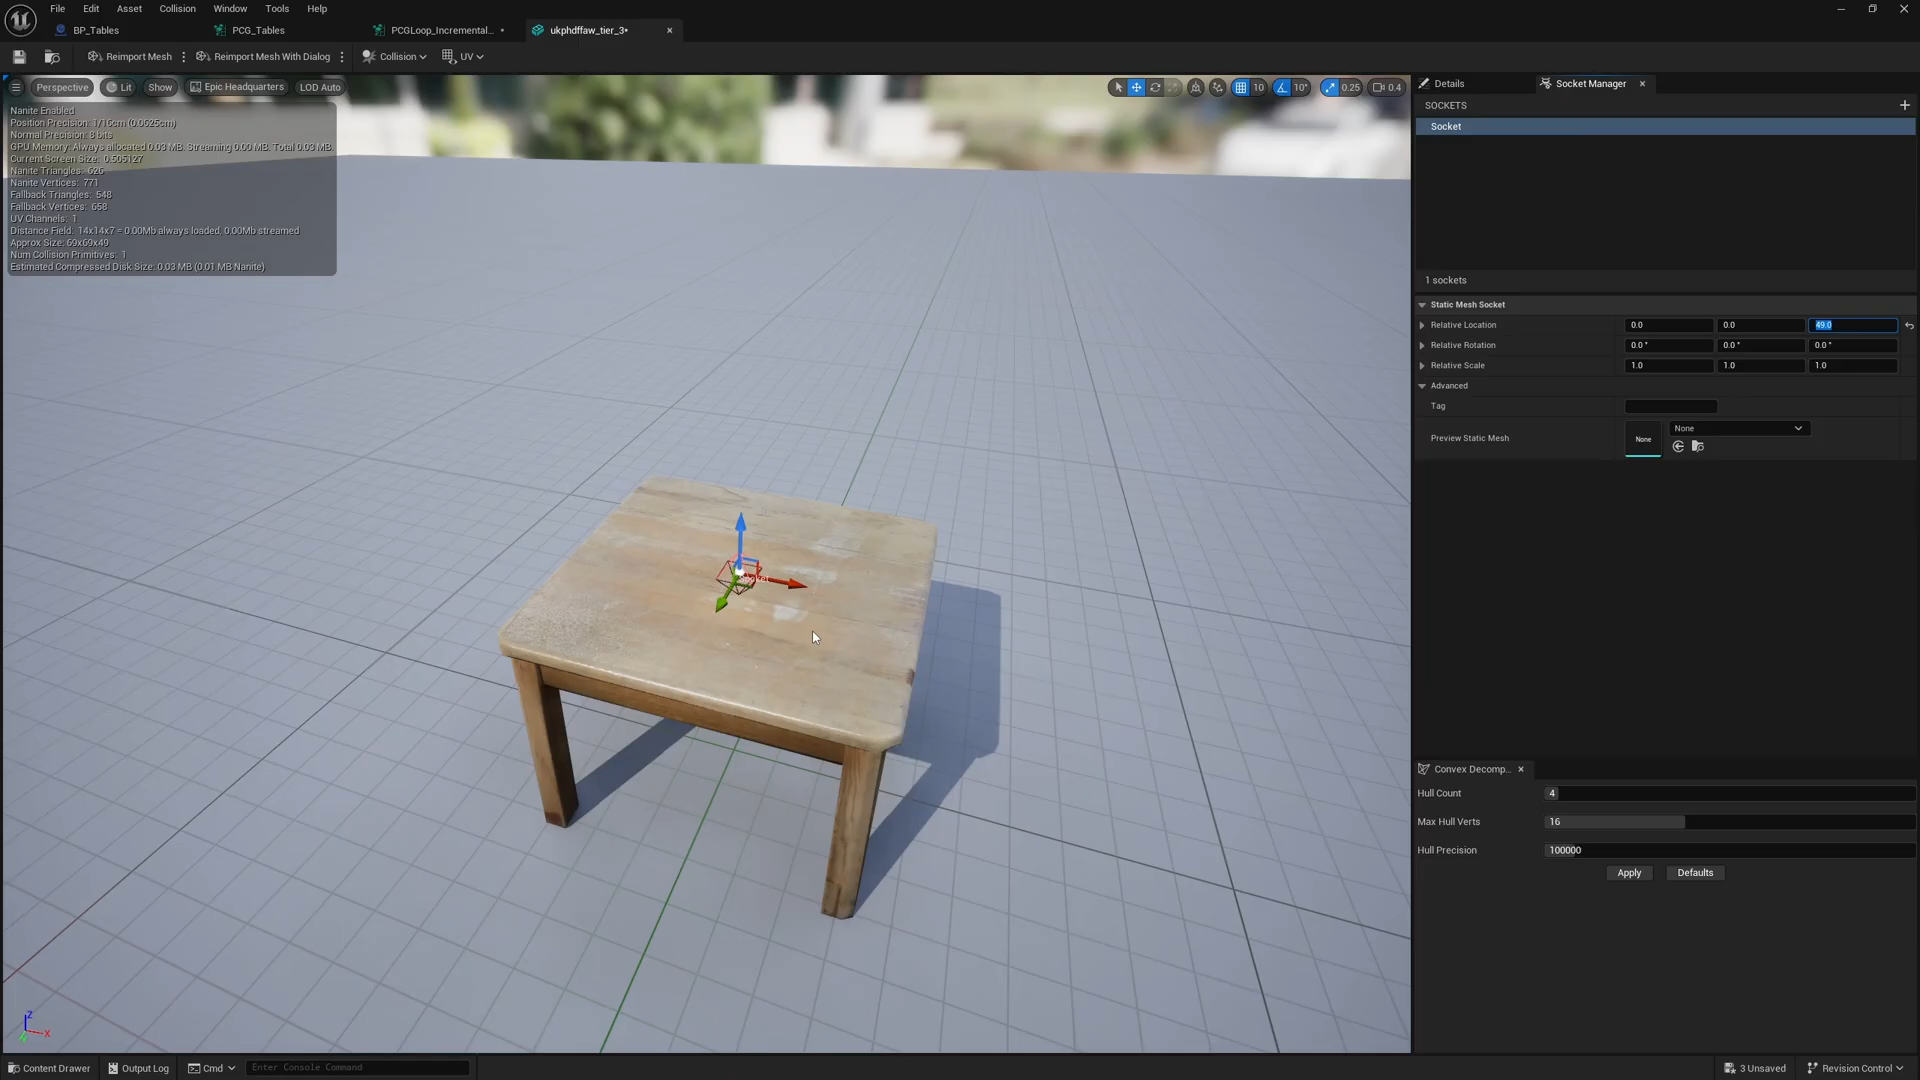 File Edit Asset Collision Window Tools Help
BP_Tables PCG_Tables PCGLoop_Incremental... • ukphdffaw_tier_3•
Reimport Mesh Reimport Mesh With Dialog Collision UV
Perspective Lit Show Epic Headquarters LOD Auto 10 10° 0.25 0.4
Nanite Enabled
Position Precision: 1/16cm (0.0625cm)
Normal Precision: 8 bits
GPU Memory: Always allocated 0.03 MB. Streaming 0.00 MB. Total 0.03 MB.
Current Screen Size: 0.505127
Nanite Triangles: 626
Nanite Vertices: 771
Fallback Triangles: 548
Fallback Vertices: 658
UV Channels: 1
Distance Field: 14x14x7 = 0.00Mb always loaded, 0.00Mb streamed
Approx Size: 69x69x49
Num Collision Primitives: 1
Estimated Compressed Disk Size: 0.03 MB (0.01 MB Nanite)
Socket
Z
X
Details Socket Manager
SOCKETS
Socket
1 sockets
Static Mesh Socket
Relative Location 0.0 0.0 49.0
Relative Rotation 0.0° 0.0° 0.0°
Relative Scale 1.0 1.0 1.0
Advanced
Tag
Preview Static Mesh None None
Convex Decomp...
Hull Count 4
Max Hull Verts 16
Hull Precision 100000
Apply Defaults
Content Drawer Output Log Cmd Enter Console Command 3 Unsaved Revision Control